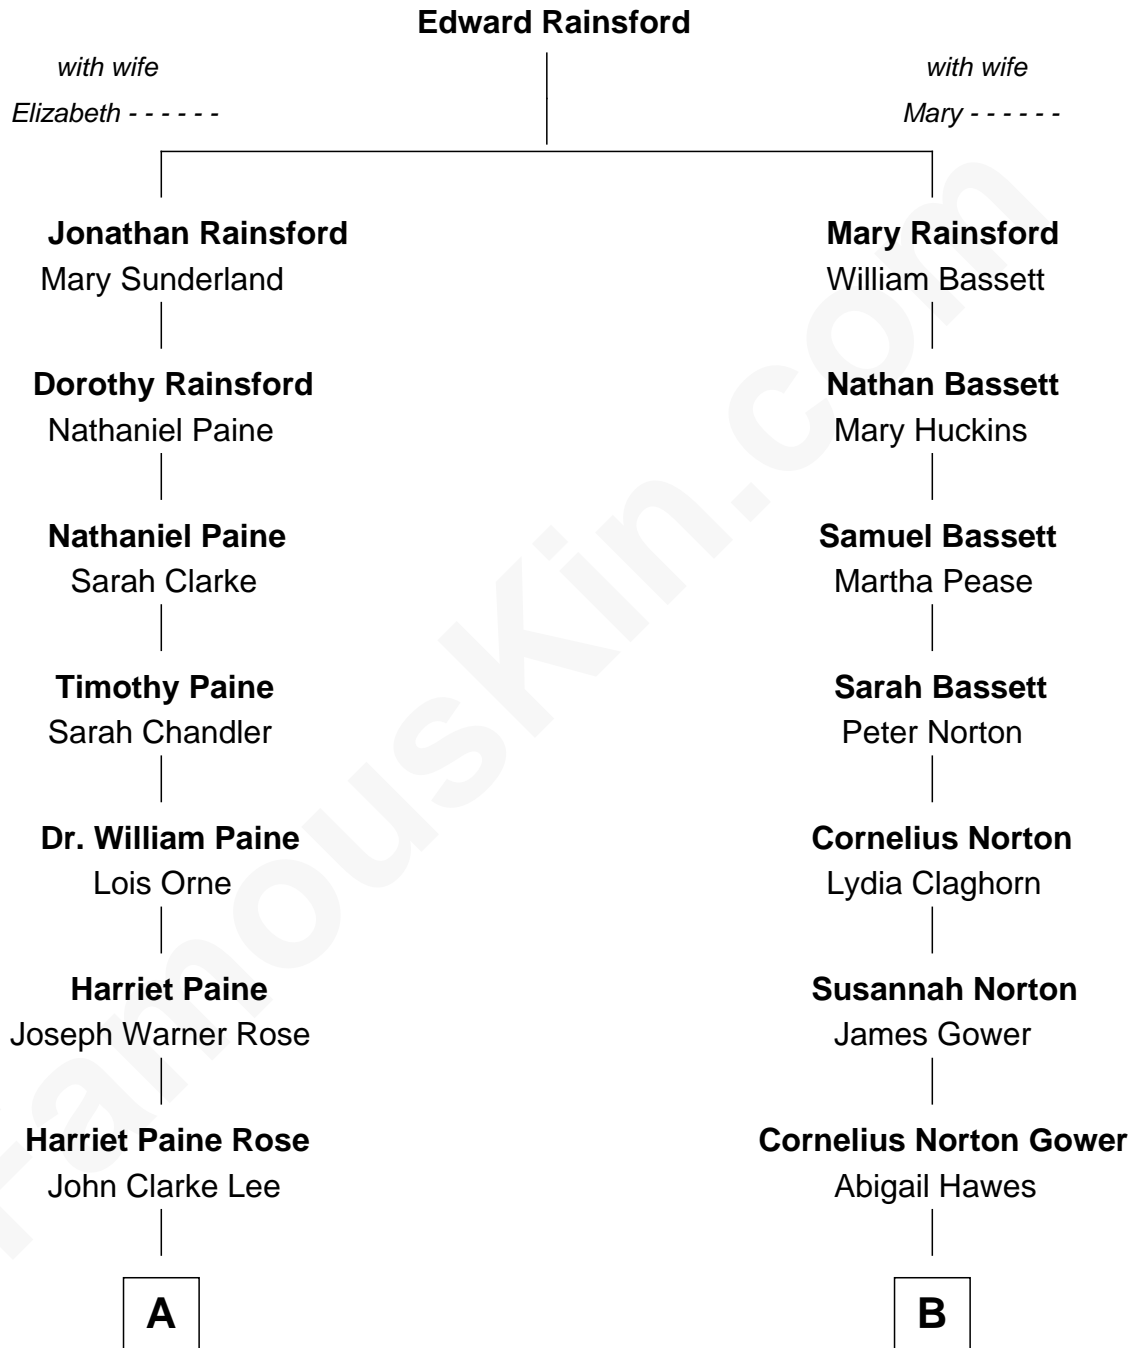 Edward Rainsford
with wife
Elizabeth - - - - - -
with wife
Mary - - - - - -
Jonathan Rainsford
Mary Sunderland
Mary Rainsford
William Bassett
Dorothy Rainsford
Nathaniel Paine
Nathan Bassett
Mary Huckins
Nathaniel Paine
Sarah Clarke
Samuel Bassett
Martha Pease
Timothy Paine
Sarah Chandler
Sarah Bassett
Peter Norton
Dr. William Paine
Lois Orne
Cornelius Norton
Lydia Claghorn
Harriet Paine
Joseph Warner Rose
Susannah Norton
James Gower
Harriet Paine Rose
John Clarke Lee
Cornelius Norton Gower
Abigail Hawes
A
B
FamousKin.com